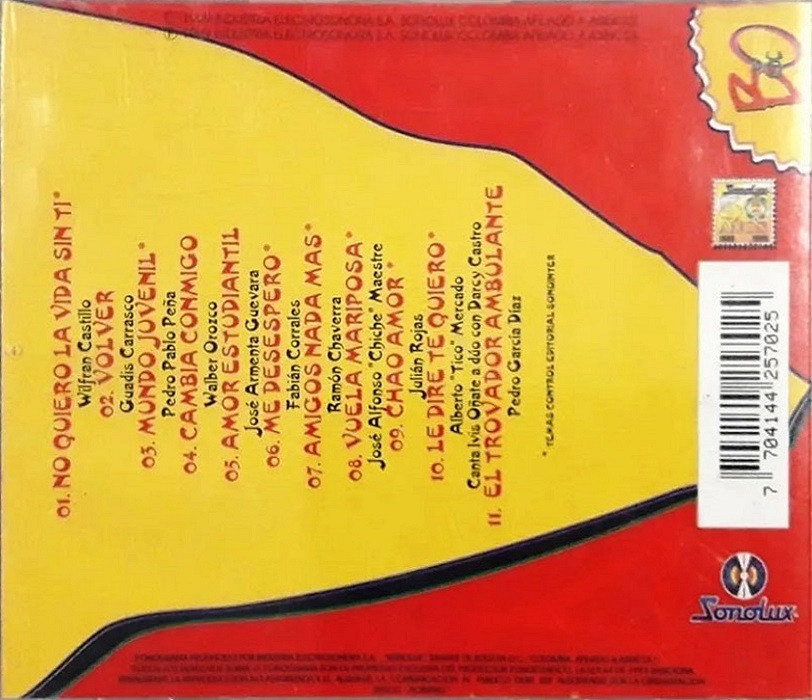 01. NO QUIERO LA VIDA SIN TI*
Wilfran Castillo
02. VOLVER
Guadis Carrasco
03. MUNDO JUVENIL*
Pedro Pablo Peña
04. CAMBIA CONMIGO
Walber Orozco
05. AMOR ESTUDIANTIL
José Armenta Guevara
06. ME DESESPERO*
Fabián Corrales
07. AMIGOS NADA MAS*
Ramón Chaverra
08. VUELA MARIPOSA*
José Alfonso "Chiche" Maestre
09. CHAO AMOR*
Julián Rojas
10. LE DIRE TE QUIERO*
Alberto "Tico" Mercado
Canta Ivis Oñate a dúo con Darcy Castro
11. EL TROVADOR AMBULANTE
Pedro García Díaz
* TEMAS CONTROL EDITORIAL SONOINTER
7 704144 257025
Sonolux